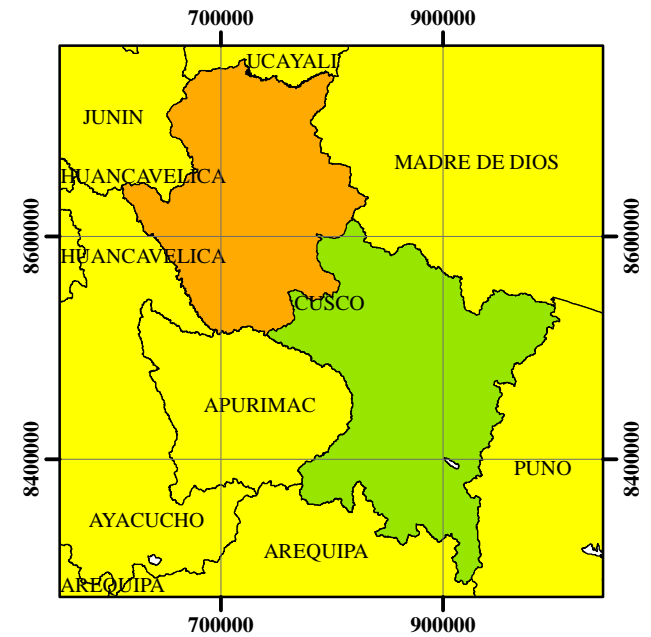 700000 900000
UCAYALI
JUNIN
MADRE DE DIOS
HUANCAVELICA
8600000 8600000
HUANCAVELICA
CUSCO
APURIMAC
8400000 8400000
PUNO
AYACUCHO
AREQUIPA
AREQUIPA
700000 900000